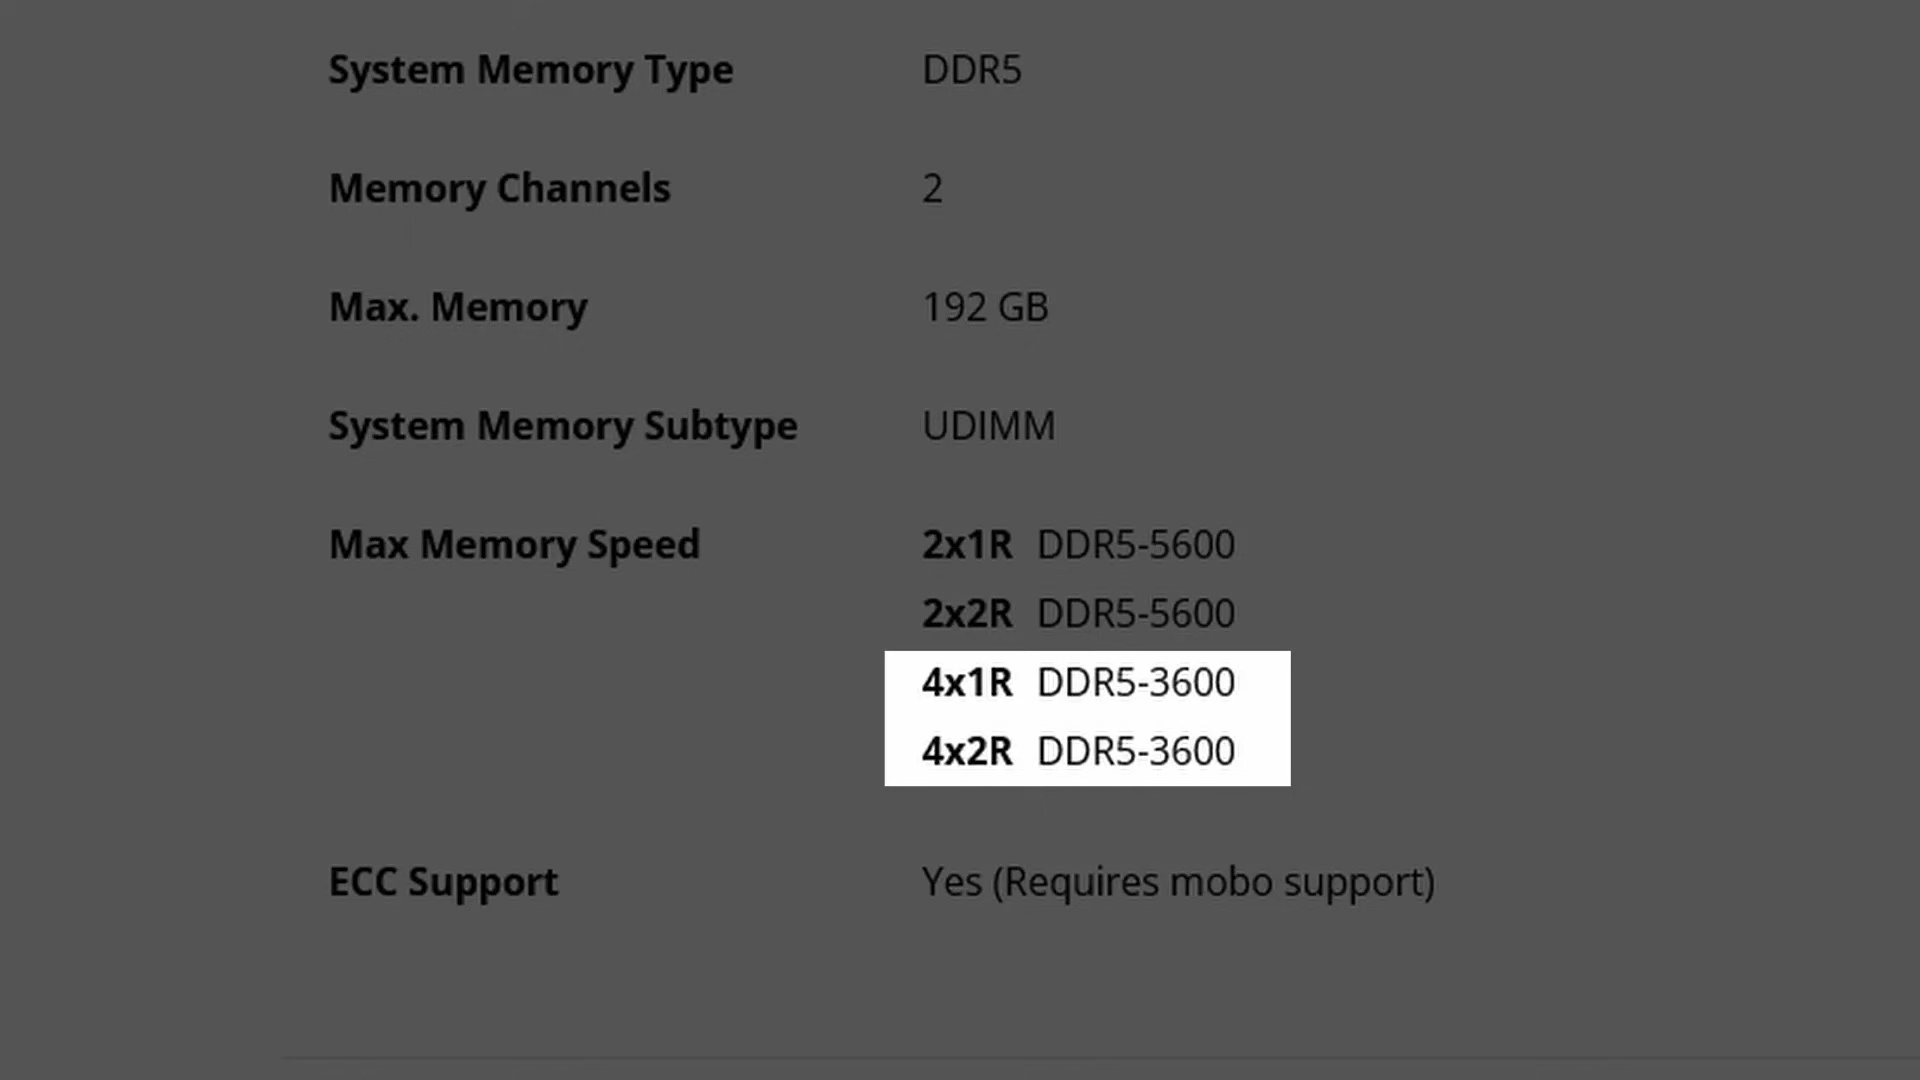 System Memory Type DDR5
Memory Channels 2
Max. Memory 192 GB
System Memory Subtype UDIMM
Max Memory Speed 2x1R DDR5-5600
2x2R DDR5-5600
4x1R DDR5-3600
4x2R DDR5-3600
ECC Support Yes (Requires mobo support)